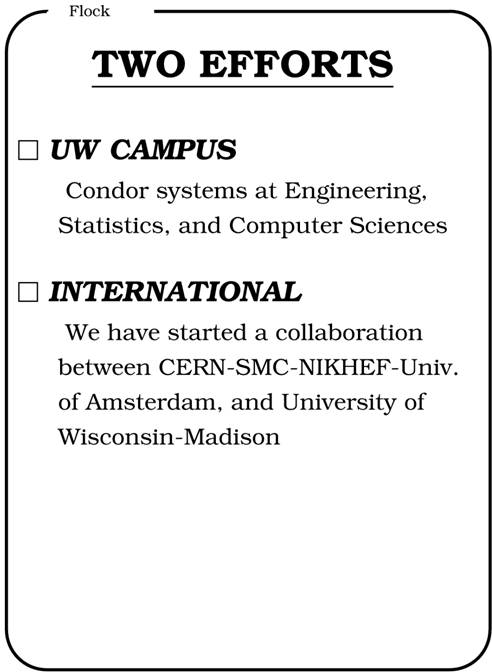 Flock
TWO EFFORTS
UW CAMPUS
Condor systems at Engineering,
Statistics, and Computer Sciences
INTERNATIONAL
We have started a collaboration
between CERN-SMC-NIKHEF-Univ.
of Amsterdam, and University of
Wisconsin-Madison